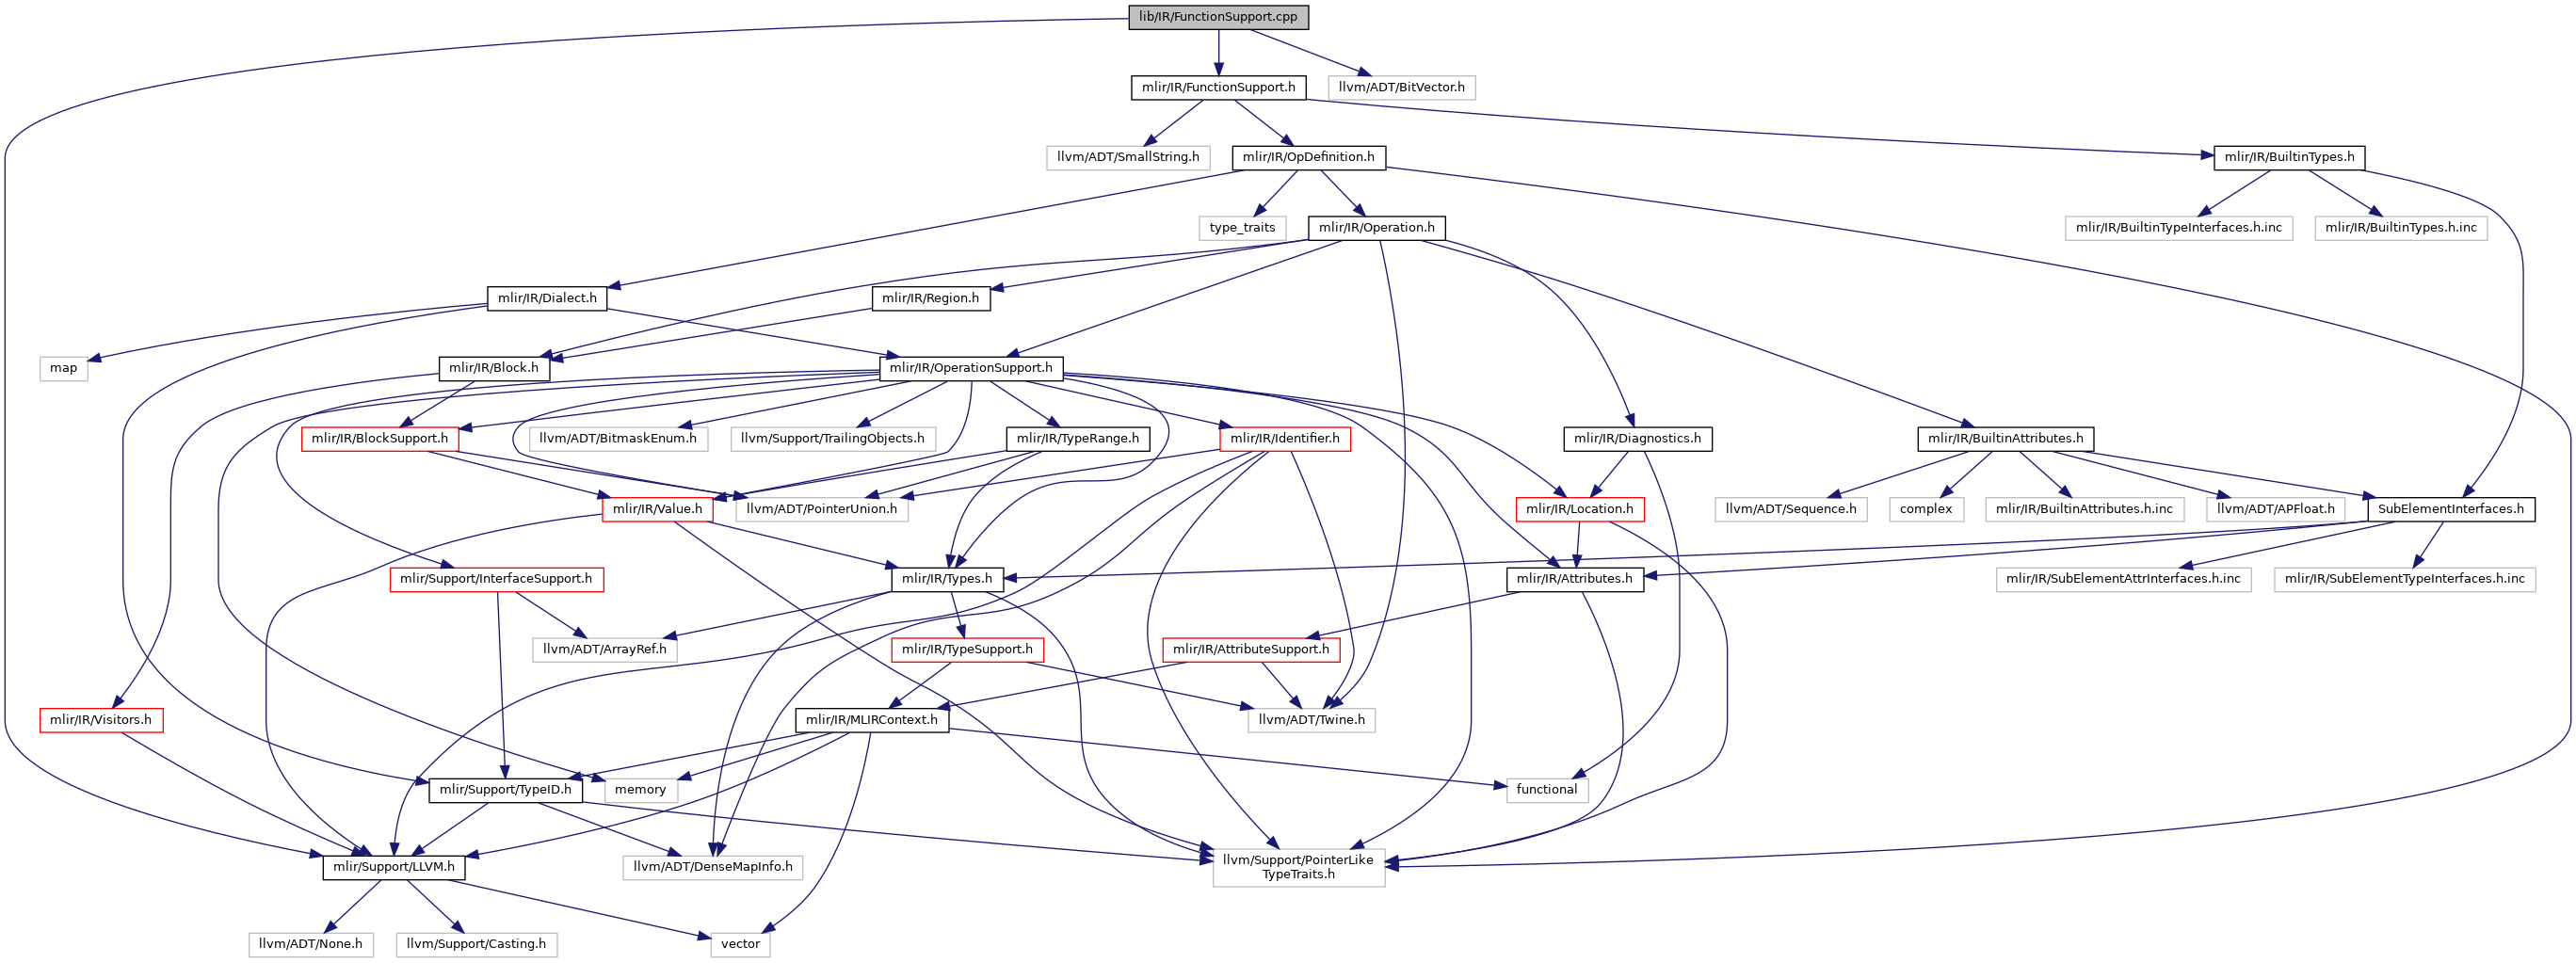 lib/IR/FunctionSupport.cpp
mlir/IR/FunctionSupport.h
llvm/ADT/BitVector.h
llvm/ADT/SmallString.h
mlir/IR/OpDefinition.h
mlir/IR/BuiltinTypes.h
type_traits
mlir/IR/Operation.h
mlir/IR/BuiltinTypeInterfaces.h.inc
mlir/IR/BuiltinTypes.h.inc
mlir/IR/Dialect.h
mlir/IR/Region.h
map
mlir/IR/Block.h
mlir/IR/OperationSupport.h
mlir/IR/BlockSupport.h
llvm/ADT/BitmaskEnum.h
llvm/Support/TrailingObjects.h
mlir/IR/TypeRange.h
mlir/IR/Identifier.h
mlir/IR/Diagnostics.h
mlir/IR/BuiltinAttributes.h
mlir/IR/Value.h
llvm/ADT/PointerUnion.h
mlir/IR/Location.h
llvm/ADT/Sequence.h
complex
mlir/IR/BuiltinAttributes.h.inc
llvm/ADT/APFloat.h
SubElementInterfaces.h
mlir/Support/InterfaceSupport.h
mlir/IR/Types.h
mlir/IR/Attributes.h
mlir/IR/SubElementAttrInterfaces.h.inc
mlir/IR/SubElementTypeInterfaces.h.inc
llvm/ADT/ArrayRef.h
mlir/IR/TypeSupport.h
mlir/IR/AttributeSupport.h
mlir/IR/Visitors.h
mlir/IR/MLIRContext.h
llvm/ADT/Twine.h
mlir/Support/TypeID.h
memory
functional
mlir/Support/LLVM.h
llvm/ADT/DenseMapInfo.h
llvm/Support/PointerLike
TypeTraits.h
llvm/ADT/None.h
llvm/Support/Casting.h
vector